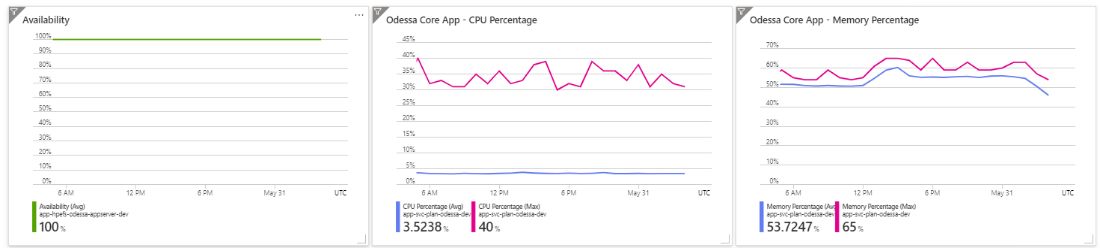 Availability
100%
90%
80%
70%
60%
50%
40%
30%
20%
10%
0%
6 AM 12 PM 6 PM May 31 UTC
Availability (Avg)
app-hpefs-odessa-appserver-dev
100 %
Odessa Core App - CPU Percentage
45%
40%
35%
30%
25%
20%
15%
10%
5%
0%
6 AM 12 PM 6 PM May 31 UTC
CPU Percentage (Avg) CPU Percentage (Max)
app-svc-plan-odessa-dev app-svc-plan-odessa-dev
3.5238 % 40 %
Odessa Core App - Memory Percentage
70%
60%
50%
40%
30%
20%
10%
0%
6 AM 12 PM 6 PM May 31 UTC
Memory Percentage (Avg Memory Percentage (Max)
app-svc-plan-odessa-dev app-svc-plan-odessa-dev
53.7247 % 65 %